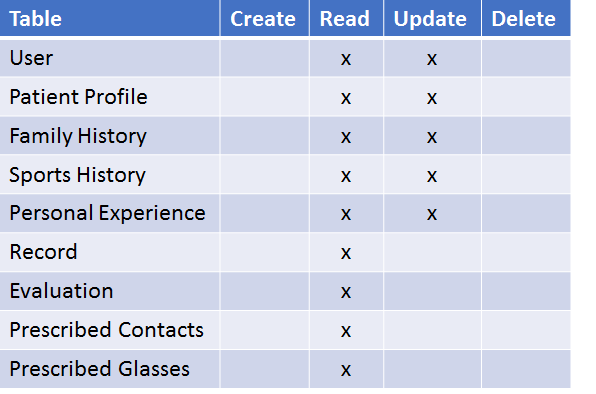 Table Create Read Update Delete
User x x
Patient Profile x x
Family History x x
Sports History x x
Personal Experience x x
Record x
Evaluation x
Prescribed Contacts x
Prescribed Glasses x